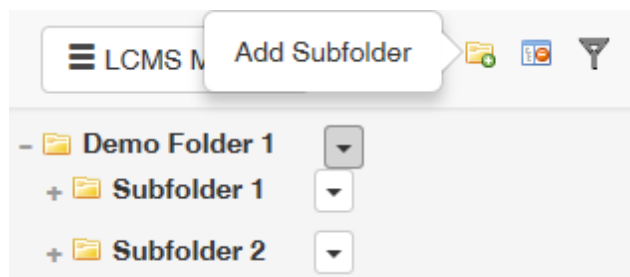 LCMS M
Add Subfolder
Demo Folder 1
Subfolder 1
Subfolder 2